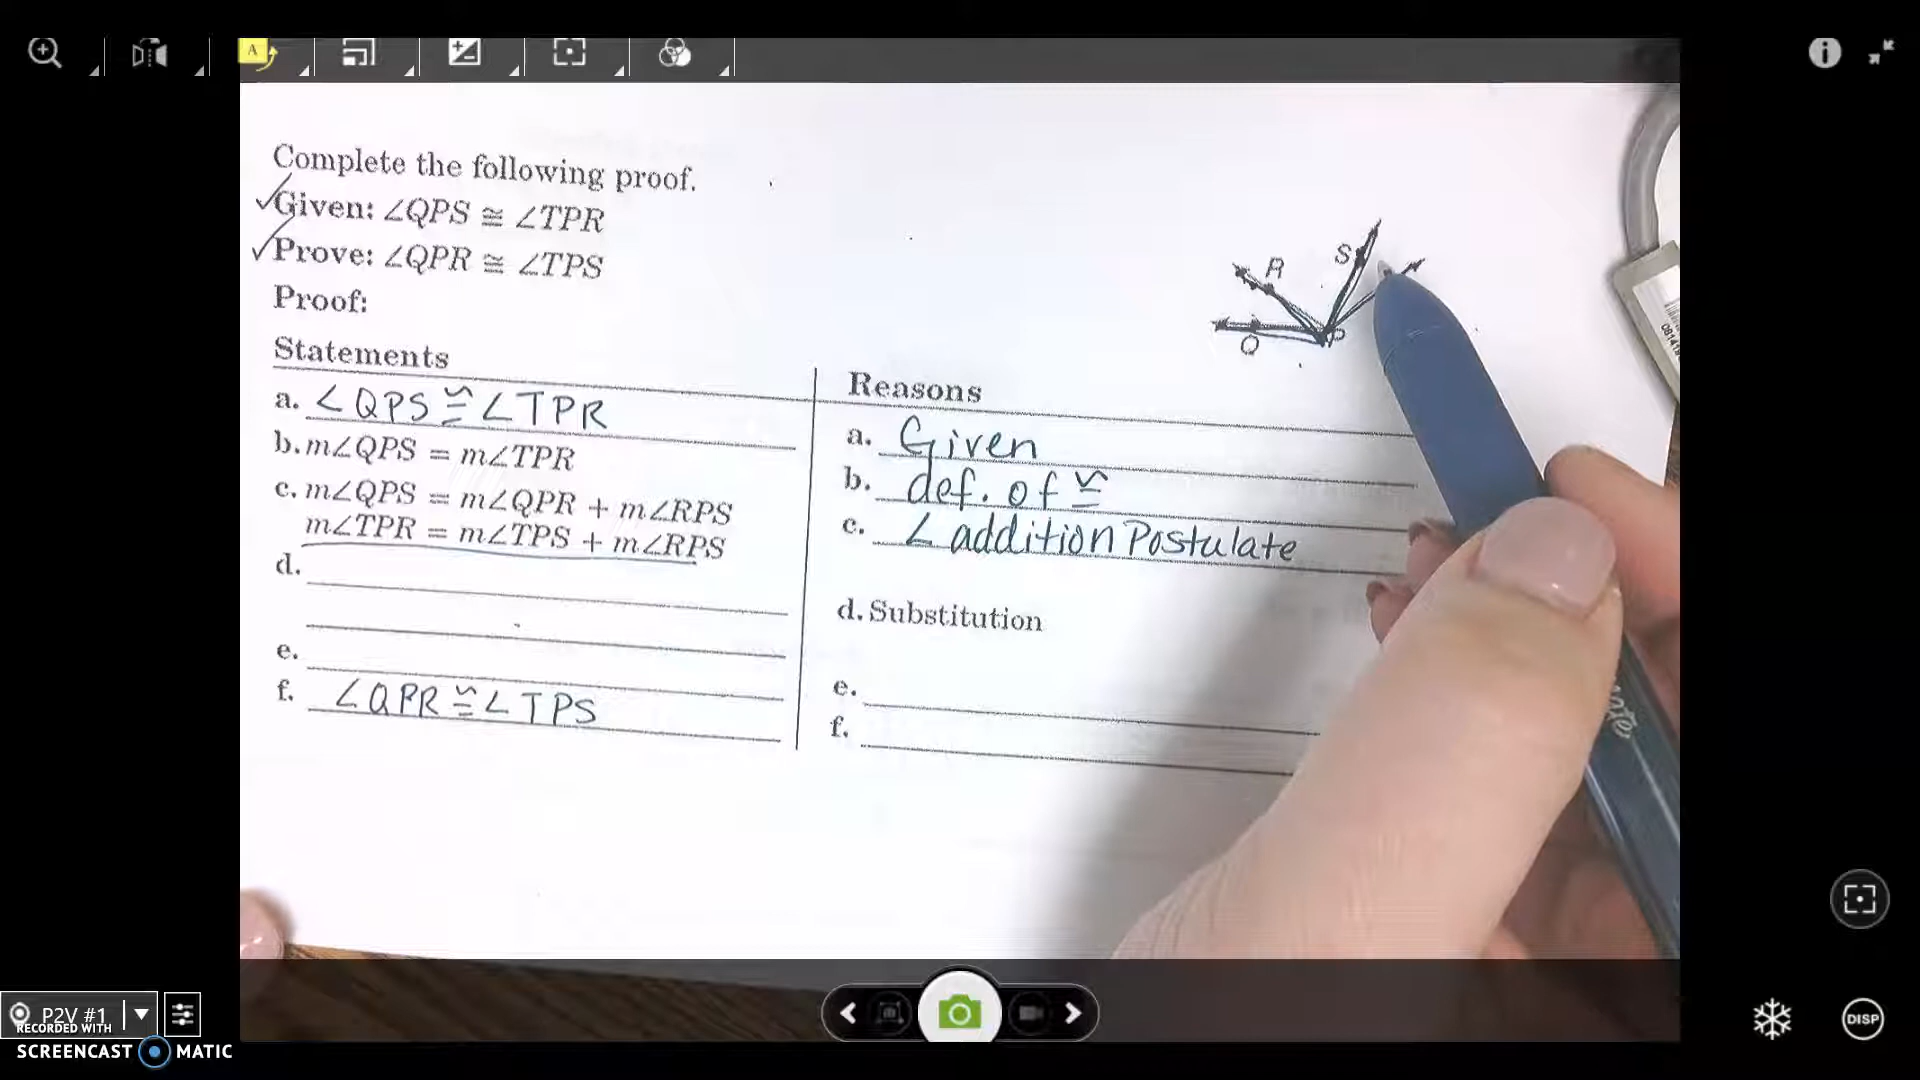 A
Complete the following proof.
Given: ∠QPS ≅ ∠TPR
Prove: ∠QPR ≅ ∠TPS
Proof:
S
R
Q
P
Statements
Reasons
a. ∠QPS ≅ ∠TPR
a. Given
b. m∠QPS = m∠TPR
b. def. of ≅
c. m∠QPS = m∠QPR + m∠RPS
m∠TPR = m∠TPS + m∠RPS
c. ∠ addition Postulate
d.
d. Substitution
e.
e.
f. ∠QPR ≅ ∠TPS
f.
P2V #1
RECORDED WITH
SCREENCAST MATIC
DISP